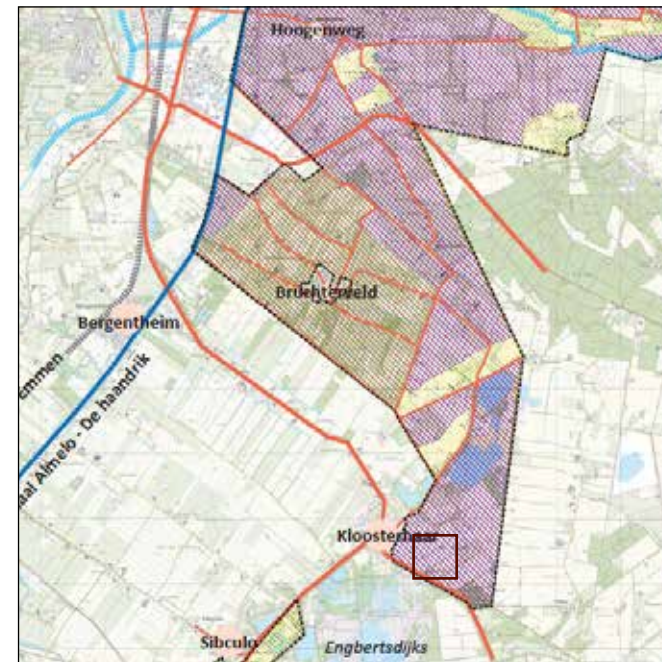 Hoogenweg
Bruchterveld
Bergentheim
emmen
aal Almelo - De haandrik
Kloosterhaar
Sibculo
Engbertsdijks